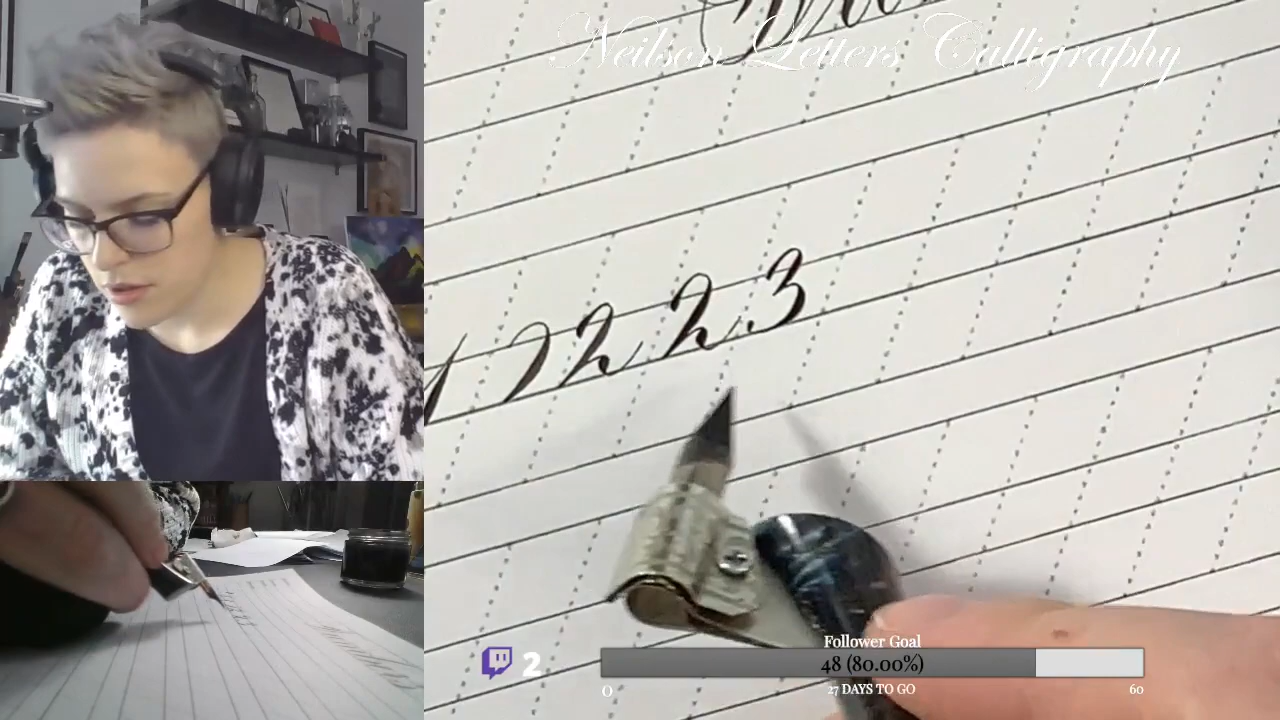 Neilson Letters Calligraphy
1 2 2 2 3
2
Follower Goal
48 (80.00%)
0 27 DAYS TO GO 60